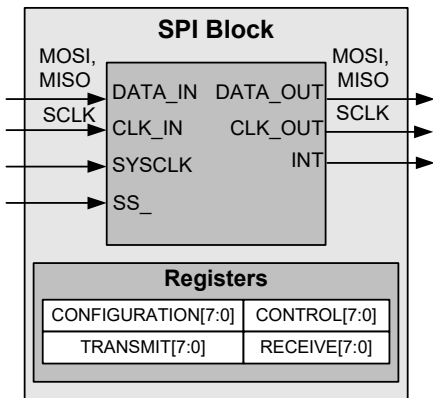 SPI Block
MOSI,
MISO
MOSI,
MISO
DATA_IN DATA_OUT
SCLK
SCLK
CLK_IN CLK_OUT
SYSCLK INT
SS_
Registers
CONFIGURATION[7:0] CONTROL[7:0]
TRANSMIT[7:0] RECEIVE[7:0]